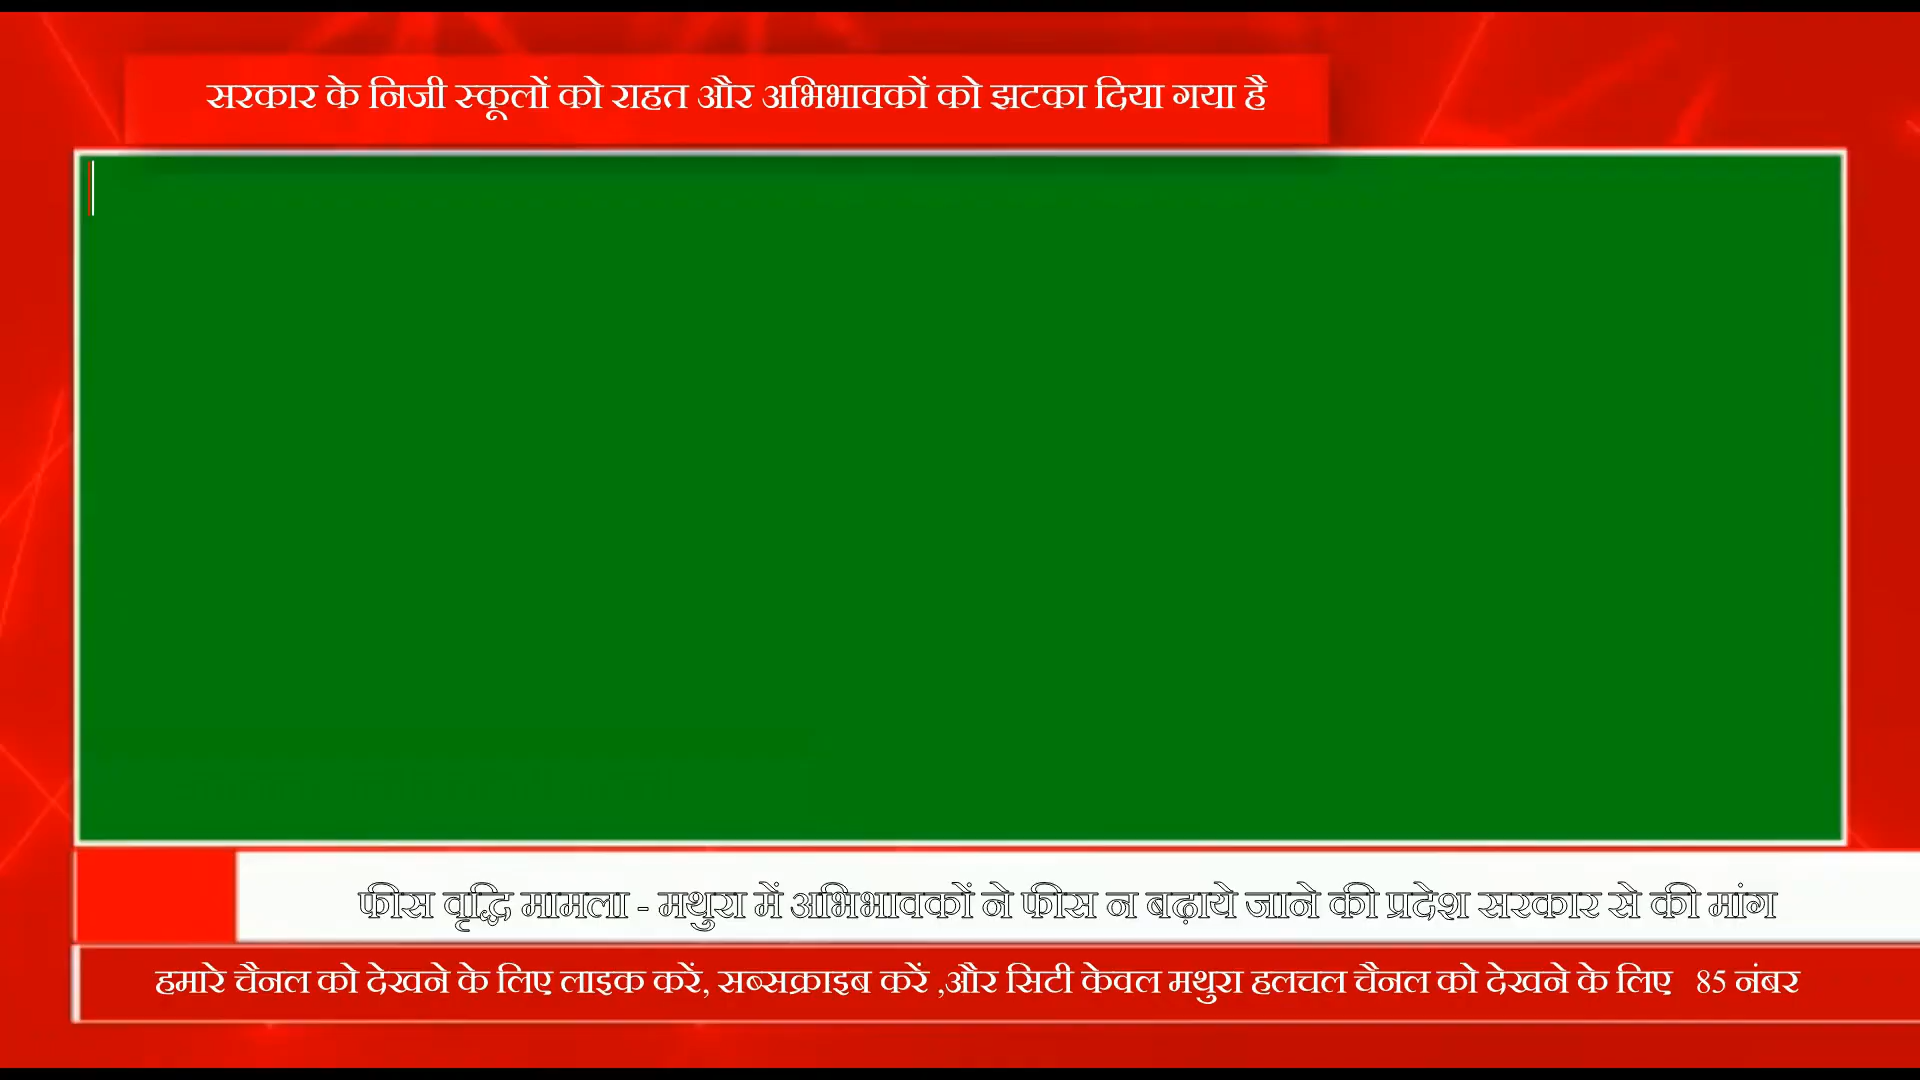 सरकार के निजी स्कूलों को राहत और अभिभावकों को झटका दिया गया है
फीस वृद्धि मामला - मथुरा में अभिभावकों ने फीस न बढ़ाये जाने की प्रदेश सरकार से की मांग
हमारे चैनल को देखने के लिए लाइक करें, सब्सक्राइब करें ,और सिटी केवल मथुरा हलचल चैनल को देखने के लिए 85 नंबर